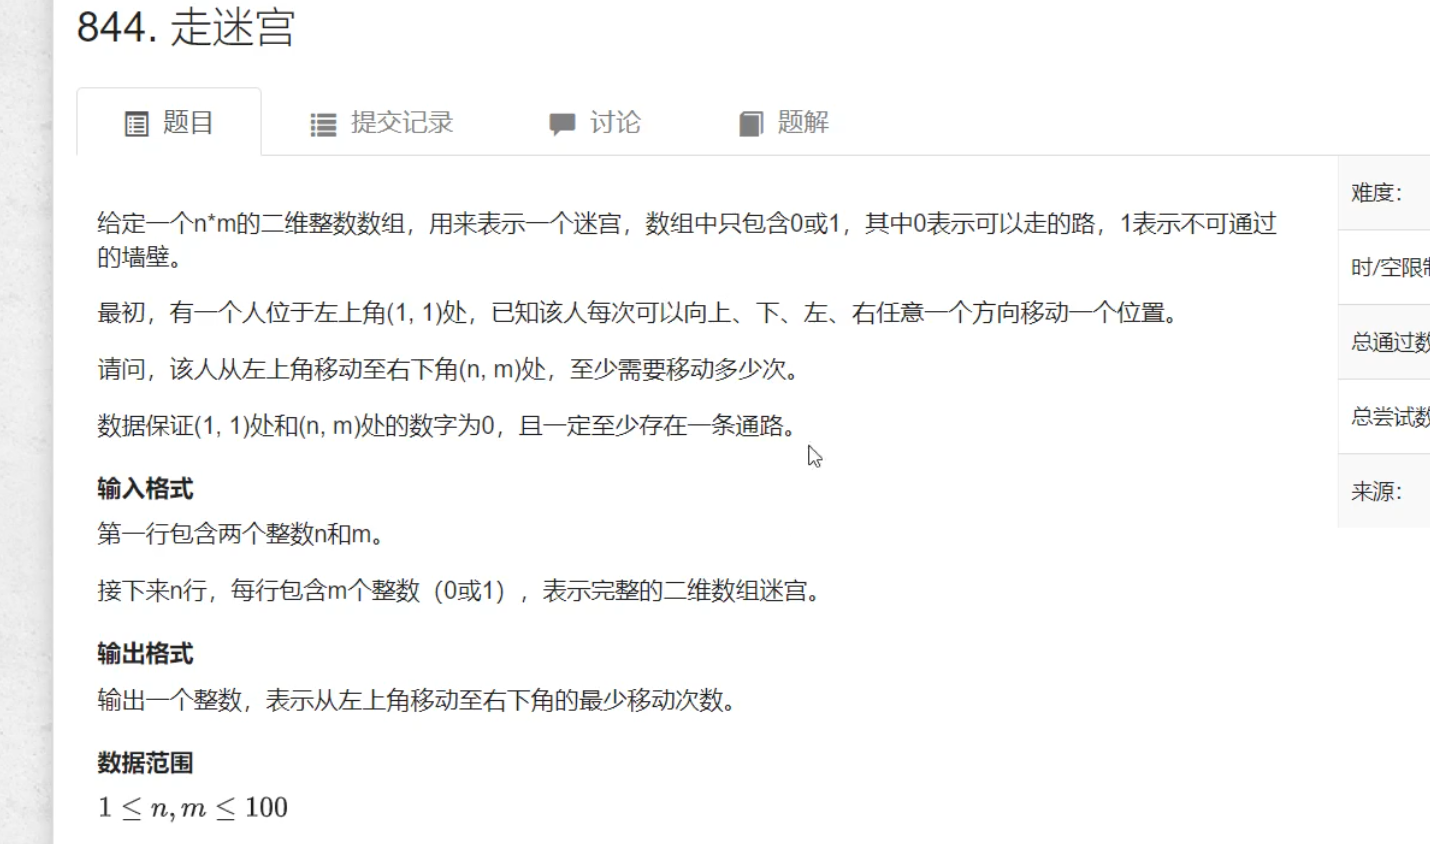 844. 走迷宫
题目
提交记录
讨论
题解
给定一个n*m的二维整数数组，用来表示一个迷宫，数组中只包含0或1，其中0表示可以走的路，1表示不可通过
的墙壁。
最初，有一个人位于左上角(1, 1)处，已知该人每次可以向上、下、左、右任意一个方向移动一个位置。
请问，该人从左上角移动至右下角(n, m)处，至少需要移动多少次。
数据保证(1, 1)处和(n, m)处的数字为0，且一定至少存在一条通路。
输入格式
第一行包含两个整数n和m。
接下来n行，每行包含m个整数（0或1），表示完整的二维数组迷宫。
输出格式
输出一个整数，表示从左上角移动至右下角的最少移动次数。
数据范围
1 ≤ n, m ≤ 100
难度：
时/空限制
总通过数
总尝试数
来源：